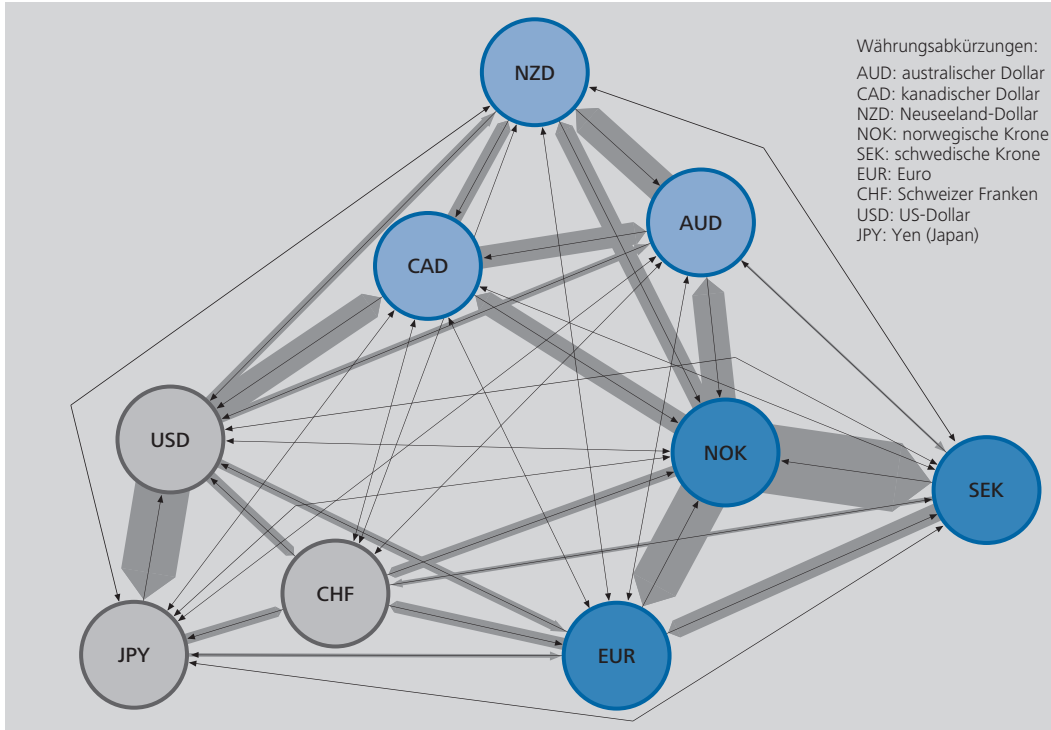 NZD
Währungsabkürzungen:
AUD: australischer Dollar
CAD: kanadischer Dollar
NZD: Neuseeland-Dollar
NOK: norwegische Krone
SEK: schwedische Krone
EUR: Euro
CHF: Schweizer Franken
USD: US-Dollar
JPY: Yen (Japan)
AUD
CAD
USD
NOK
SEK
CHF
JPY
EUR